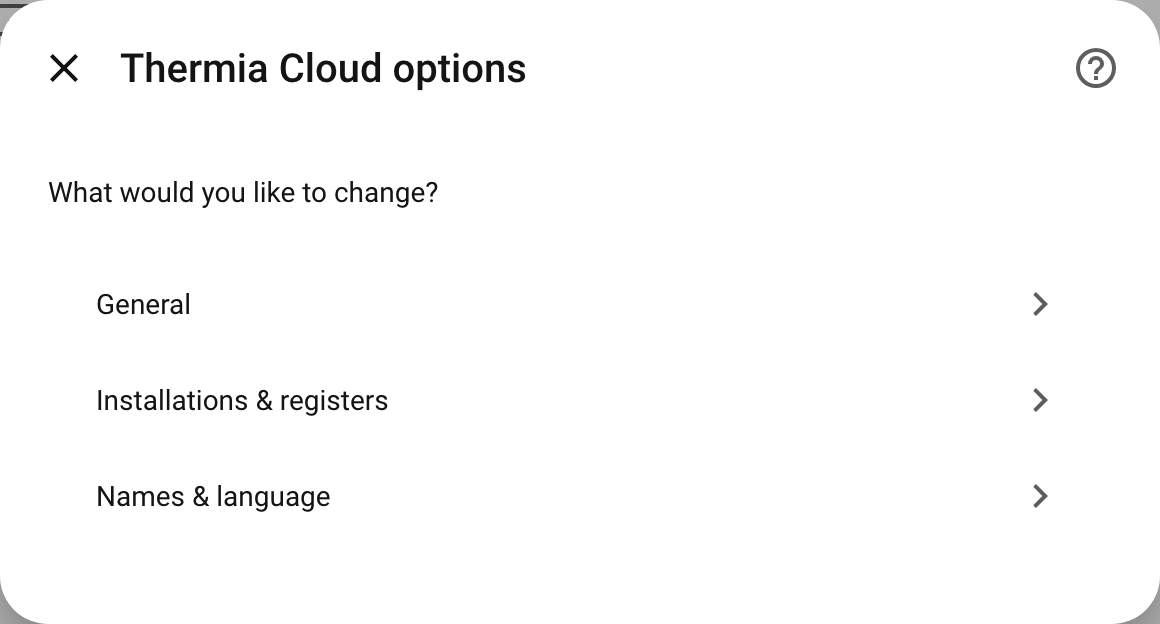 Thermia Cloud options
What would you like to change?
General
Installations & registers
Names & language